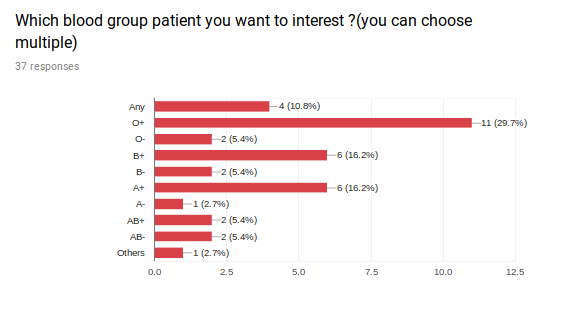 Which blood group patient you want to interest ?(you can choose
multiple)
37 responses
Any 4 (10.8%)
O+ 11 (29.7%)
O- 2 (5.4%)
B+ 6 (16.2%)
B- 2 (5.4%)
A+ 6 (16.2%)
A- 1 (2.7%)
AB+ 2 (5.4%)
AB- 2 (5.4%)
Others 1 (2.7%)
0.0 2.5 5.0 7.5 10.0 12.5